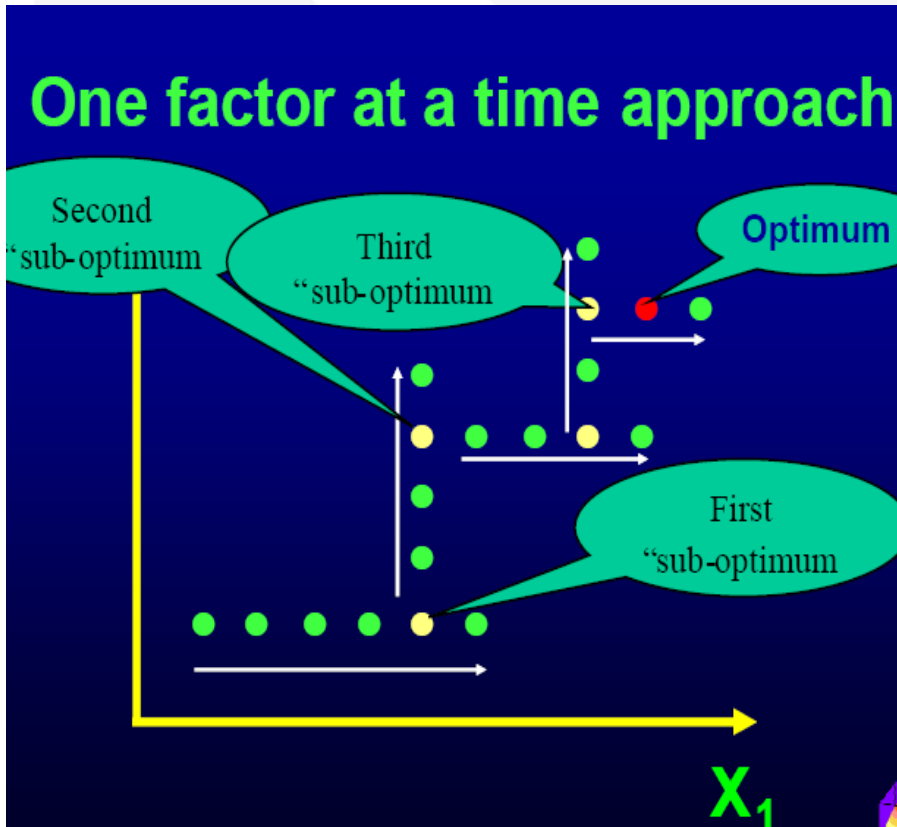 One factor at a time approach
Second
“sub-optimum
Third
“sub-optimum
Optimum
First
“sub-optimum
X₁